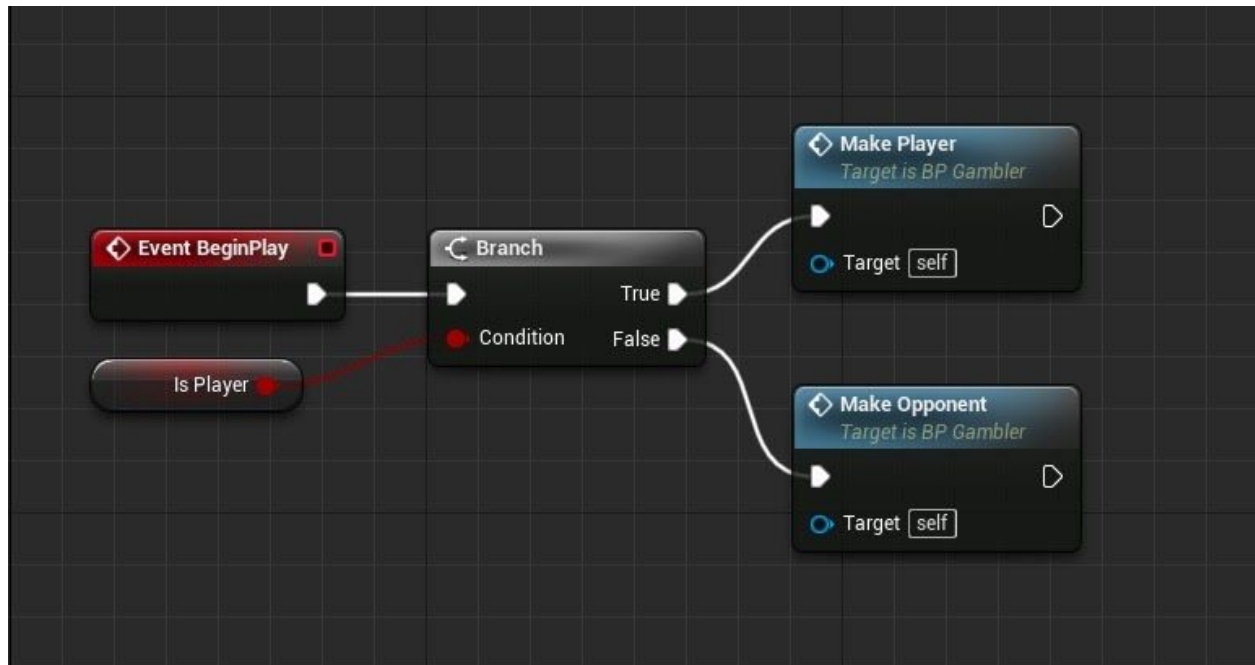 Event BeginPlay
Is Player
Branch
True
Condition
False
Make Player
Target is BP Gambler
Target self
Make Opponent
Target is BP Gambler
Target self